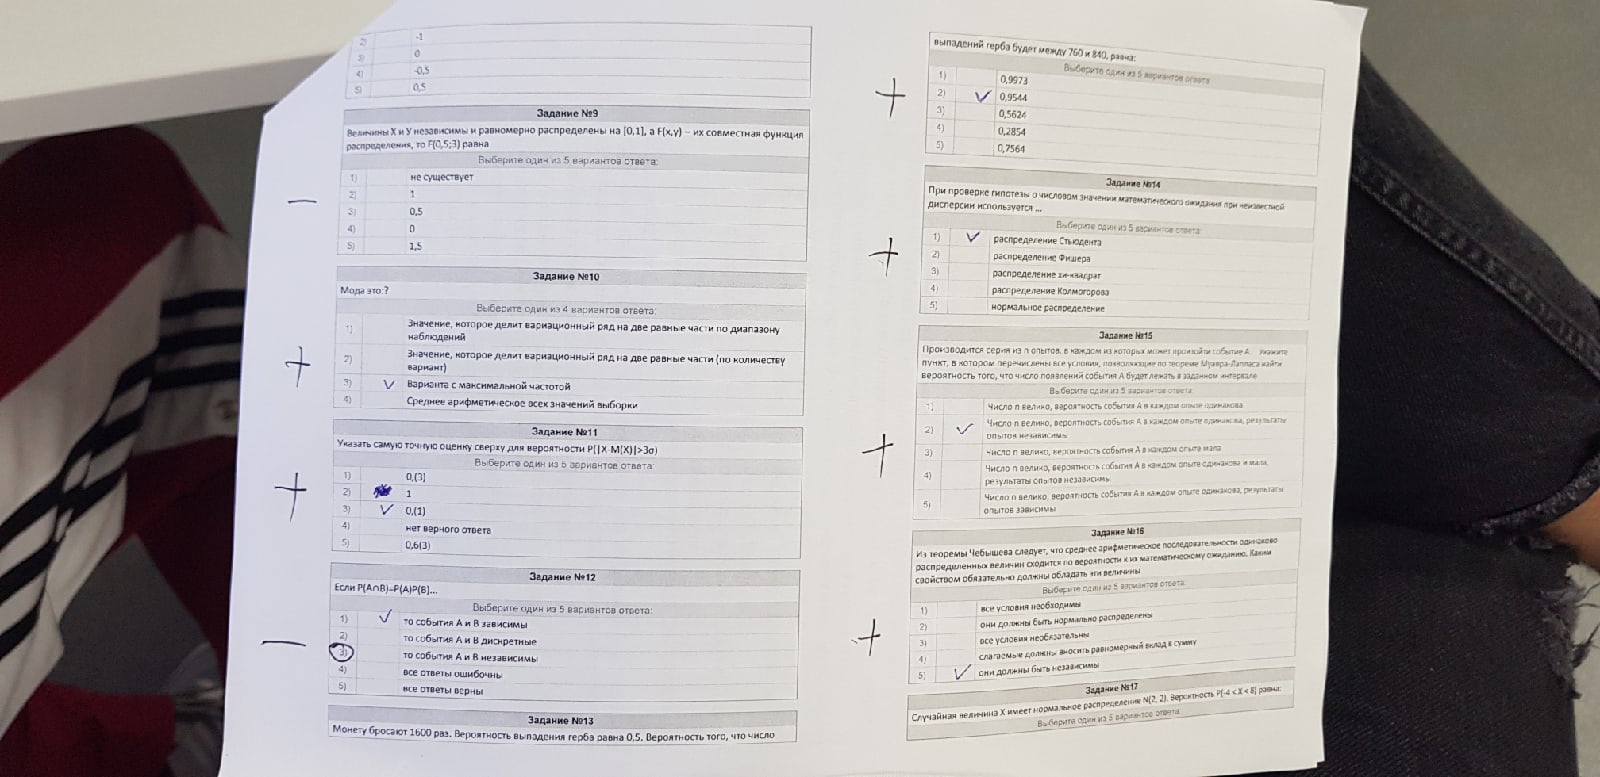 2) -1
3) 0
4) -0,5
5) 0,5
Задание №9
Величины X и У независимы и равномерно распределены на [0,1], а F(x,y) – их совместная функция
распределения, то F(0,5;3) равна
Выберите один из 5 вариантов ответа:
1) не существует
2) 1
3) 0,5
4) 0
5) 1,5
—
Задание №10
Мода это:?
Выберите один из 4 вариантов ответа:
1) Значение, которое делит вариационный ряд на две равные части по диапазону
наблюдений
2) Значение, которое делит вариационный ряд на две равные части (по количеству
вариант)
3) ✓ Варианта с максимальной частотой
4) Среднее арифметическое всех значений выборки
+
Задание №11
Указать самую точную оценку сверху для вероятности P(|X-M(X)|>3σ)
Выберите один из 5 вариантов ответа:
1) 0,(3)
2) 1
3) ✓ 0,(1)
4) нет верного ответа
5) 0,6(3)
+
Задание №12
Если P(A∩B)=P(A)P(B)...
Выберите один из 5 вариантов ответа:
1) ✓ то события А и В зависимы
2) то события А и В дискретные
3) то события А и В независимы
4) все ответы ошибочны
5) все ответы верны
—
Задание №13
Монету бросают 1600 раз. Вероятность выпадения герба равна 0,5. Вероятность того, что число
выпадений герба будет между 760 и 840, равна:
Выберите один из 5 вариантов ответа
1) 0,9973
2) ✓ 0,9544
3) 0,5624
4) 0,2854
5) 0,7564
+
Задание №14
При проверке гипотезы о числовом значении математического ожидания при неизвестной
дисперсии используется ...
Выберите один из 5 вариантов ответа:
1) ✓ распределение Стьюдента
2) распределение Фишера
3) распределение хи-квадрат
4) распределение Колмогорова
5) нормальное распределение
+
Задание №15
Производится серия из n опытов, в каждом из которых может произойти событие А. Укажите
пункт, в котором перечислены все условия, позволяющие по теореме Муавра-Лапласа найти
вероятность того, что число появлений события А будет лежать в заданном интервале
Выберите один из 5 вариантов ответа:
1) Число n велико, вероятность события А в каждом опыте одинакова
2) ✓ Число n велико, вероятность события А в каждом опыте одинакова, результаты
опытов независимы
3) Число n велико, вероятность события А в каждом опыте мала
4) Число n велико, вероятность события А в каждом опыте одинакова и мала,
результаты опытов независимы
5) Число n велико, вероятность события А в каждом опыте одинакова, результаты
опытов зависимы
+
Задание №16
Из теоремы Чебышева следует, что среднее арифметическое последовательности одинаково
распределенных величин сходится по вероятности к их математическому ожиданию. Каким
свойством обязательно должны обладать эти величины
Выберите один из 5 вариантов ответа:
1) все условия необходимы
2) они должны быть нормально распределены
3) все условия необязательны
4) слагаемые должны вносить равномерный вклад в сумму
5) ✓ они должны быть независимы
+
Задание №17
Случайная величина X имеет нормальное распределение N(2, 2). Вероятность P(-4 < X < 8) равна:
Выберите один из 5 вариантов ответа